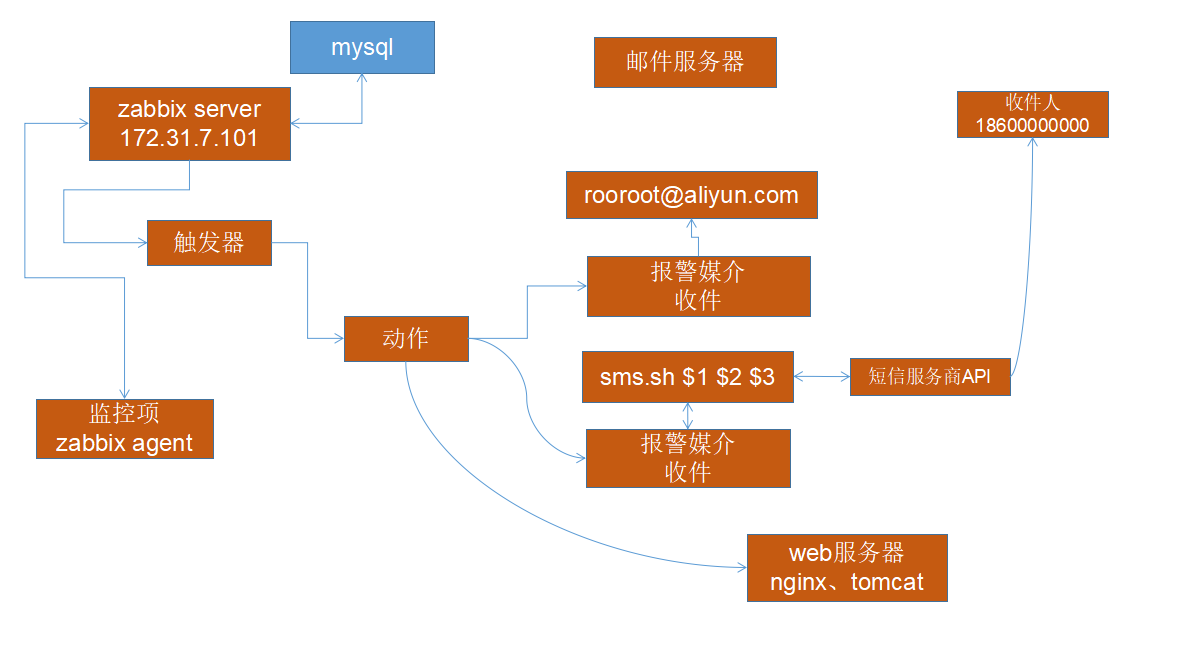 mysql
邮件服务器
zabbix server
172.31.7.101
收件人
18600000000
rooroot@aliyun.com
触发器
报警媒介
收件
动作
sms.sh $1 $2 $3
短信服务商API
监控项
zabbix agent
报警媒介
收件
web服务器
nginx、tomcat